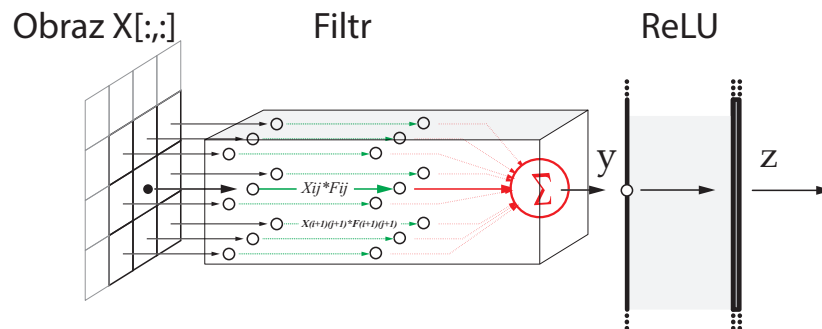 Obraz X[:,:]
Filtr
ReLU
Xij*Fij
X(i+1)(j+1)*F(i+1)(j+1)
Σ
y
z